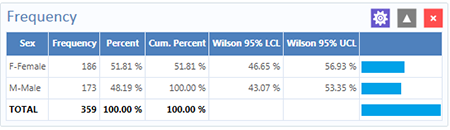 Frequency
Sex Frequency Percent Cum. Percent Wilson 95% LCL Wilson 95% UCL
F-Female 186 51.81 % 51.81 % 46.65 % 56.93 %
M-Male 173 48.19 % 100.00 % 43.07 % 53.35 %
TOTAL 359 100.00 % 100.00 %